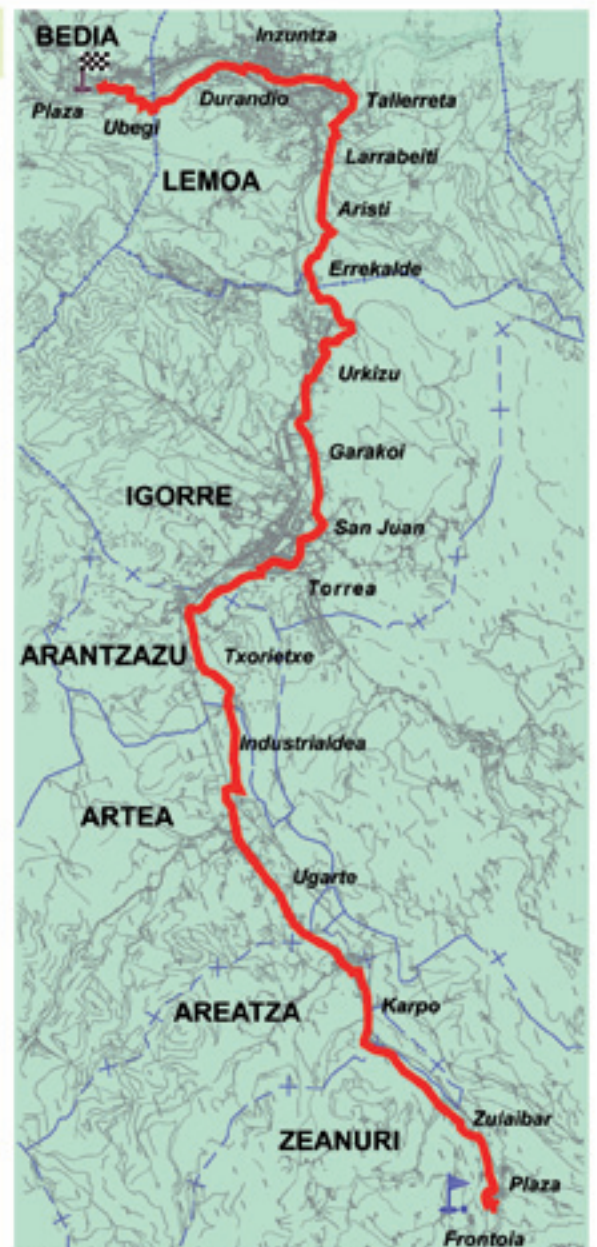 BEDIA
Inzuntza
Plaza
Ubegi
Durandio
Tallerreta
Larrabeiti
LEMOA
Aristi
Errekalde
Urkizu
Garakoi
IGORRE
San Juan
Torrea
ARANTZAZU
Txorietxe
Industrialdea
ARTEA
Ugarte
AREATZA
Karpo
Zulaibar
ZEANURI
Plaza
Frontoia